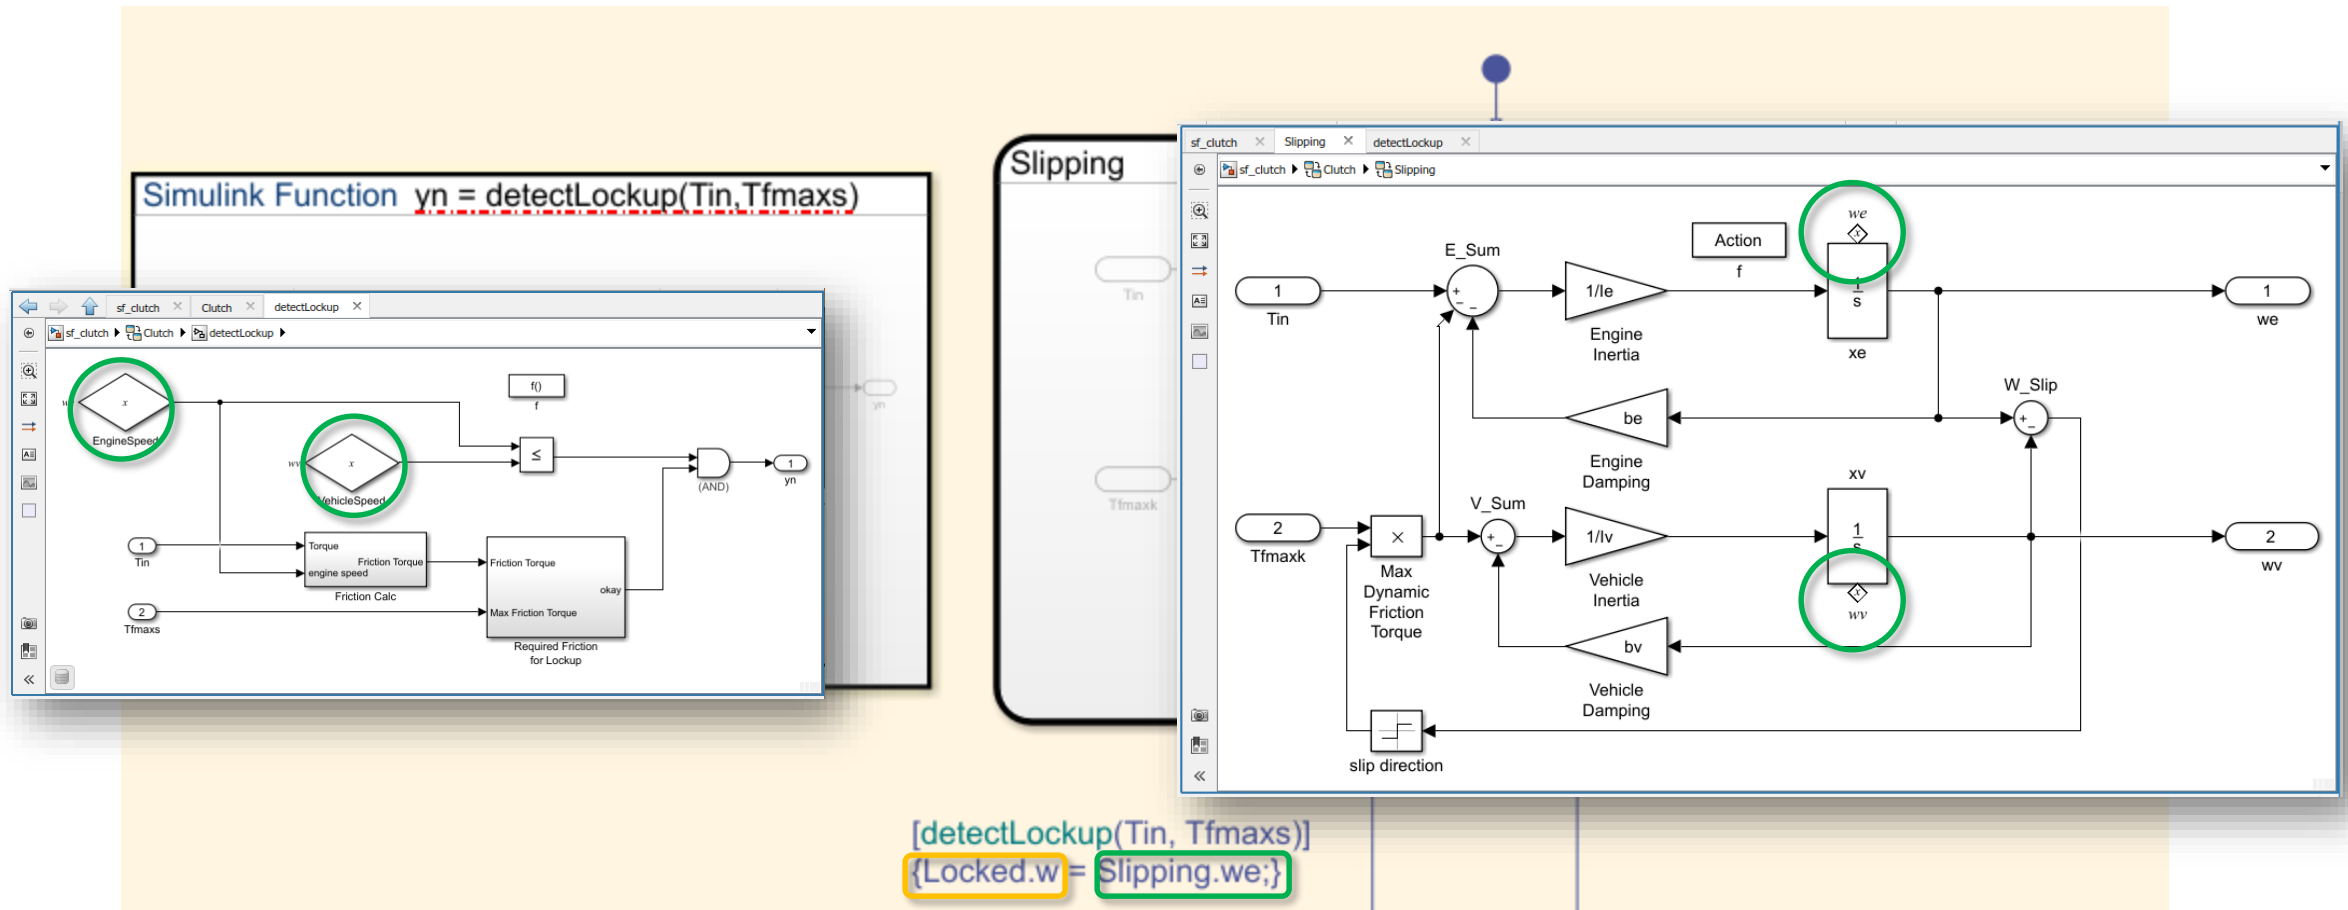 Simulink Function yn = detectLockup(Tin,Tfmaxs)
yn
sf_clutch
Clutch
detectLockup
sf_clutch
Clutch
detectLockup
x
EngineSpeed
f()
f
wv
x
VehicleSpeed
≤
(AND)
1
yn
1
Tin
Torque
Friction Torque
engine speed
Friction Calc
2
Tfmaxs
Friction Torque
okay
Max Friction Torque
Required Friction
for Lockup
Slipping
Tin
Tfmaxk
sf_clutch
Slipping
detectLockup
sf_clutch
Clutch
Slipping
we
x
Action
f
E_Sum
1
Tin
1/Ie
Engine
Inertia
1
s
xe
1
we
be
Engine
Damping
W_Slip
xv
V_Sum
2
Tfmaxk
×
Max
Dynamic
Friction
Torque
1/Iv
Vehicle
Inertia
1
s
x
wv
2
wv
bv
Vehicle
Damping
slip direction
[detectLockup(Tin, Tfmaxs)]
{Locked.w = Slipping.we;}